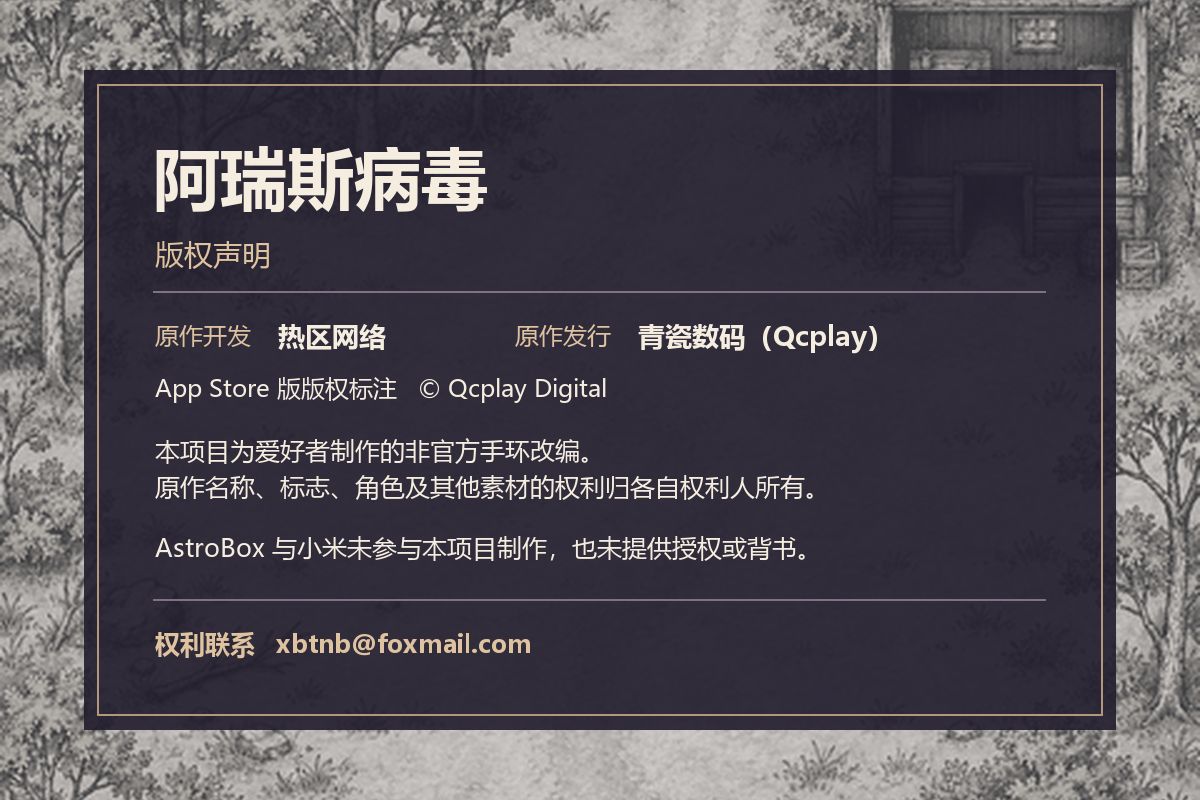 阿瑞斯病毒
版权声明
原作开发 热区网络 原作发行 青瓷数码（Qcplay）
App Store 版版权标注 © Qcplay Digital
本项目为爱好者制作的非官方手环改编。
原作名称、标志、角色及其他素材的权利归各自权利人所有。
AstroBox 与小米未参与本项目制作，也未提供授权或背书。
权利联系 xbtnb@foxmail.com